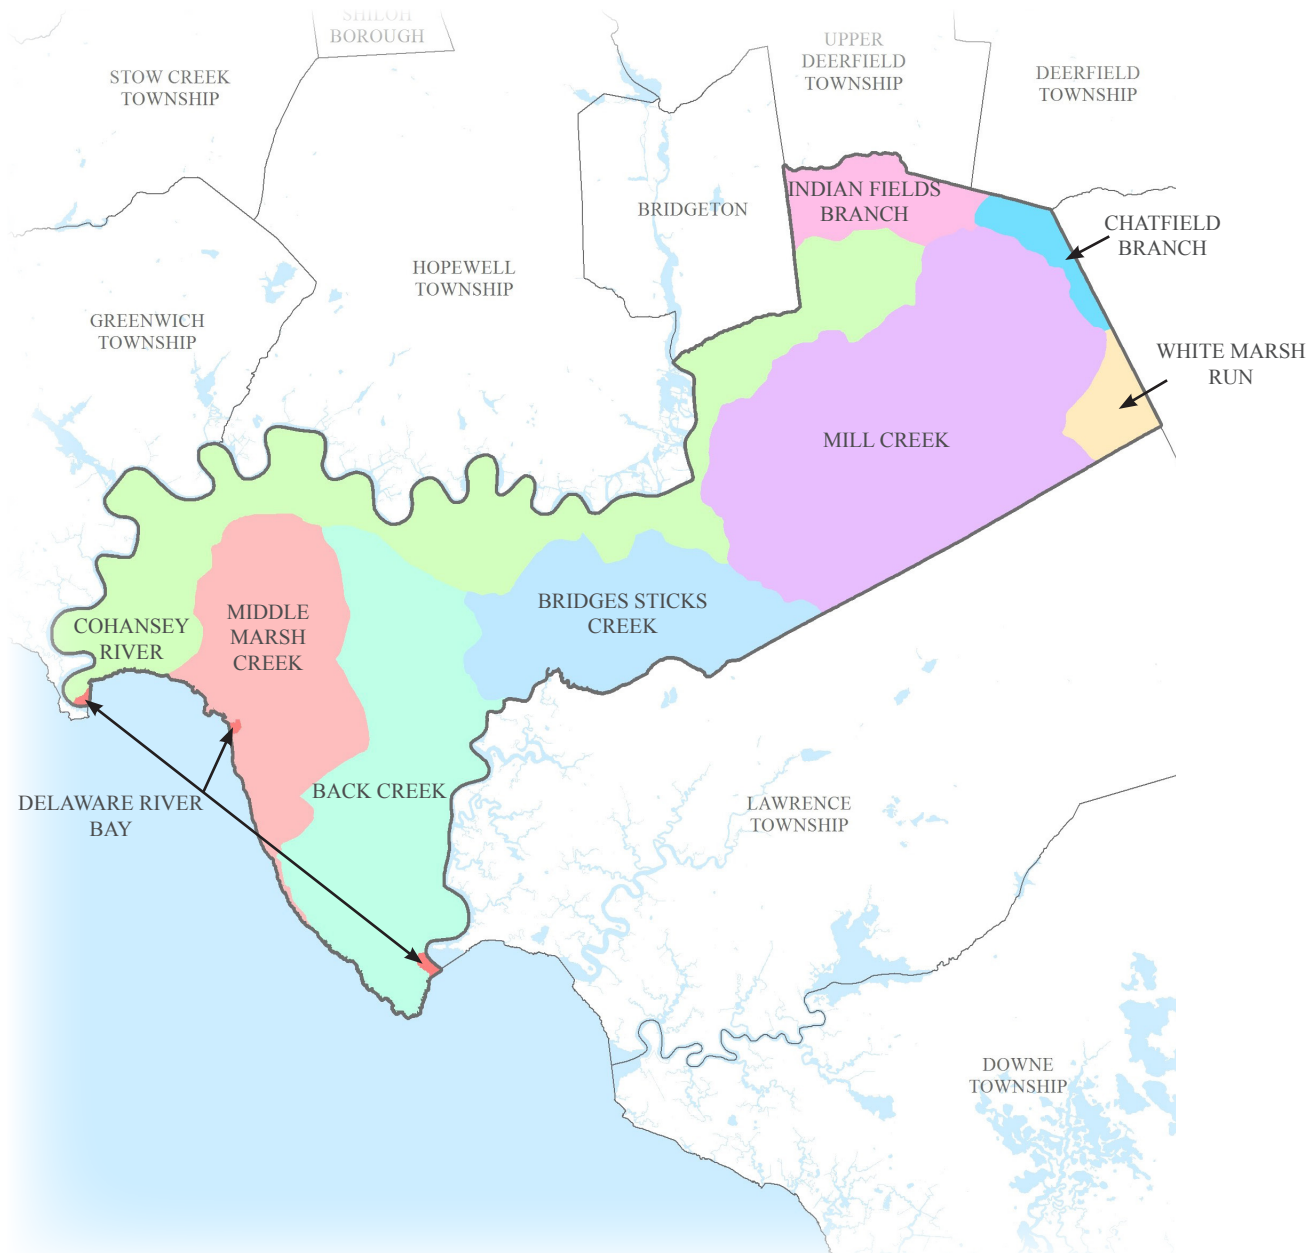 SHILOH
BOROUGH
UPPER
DEERFIELD
TOWNSHIP
STOW CREEK
TOWNSHIP
DEERFIELD
TOWNSHIP
INDIAN FIELDS
BRANCH
BRIDGETON
CHATFIELD
BRANCH
HOPEWELL
TOWNSHIP
GREENWICH
TOWNSHIP
WHITE MARSH
RUN
MILL CREEK
BRIDGES STICKS
CREEK
MIDDLE
MARSH
CREEK
COHANSEY
RIVER
BACK CREEK
DELAWARE RIVER
BAY
LAWRENCE
TOWNSHIP
DOWNE
TOWNSHIP